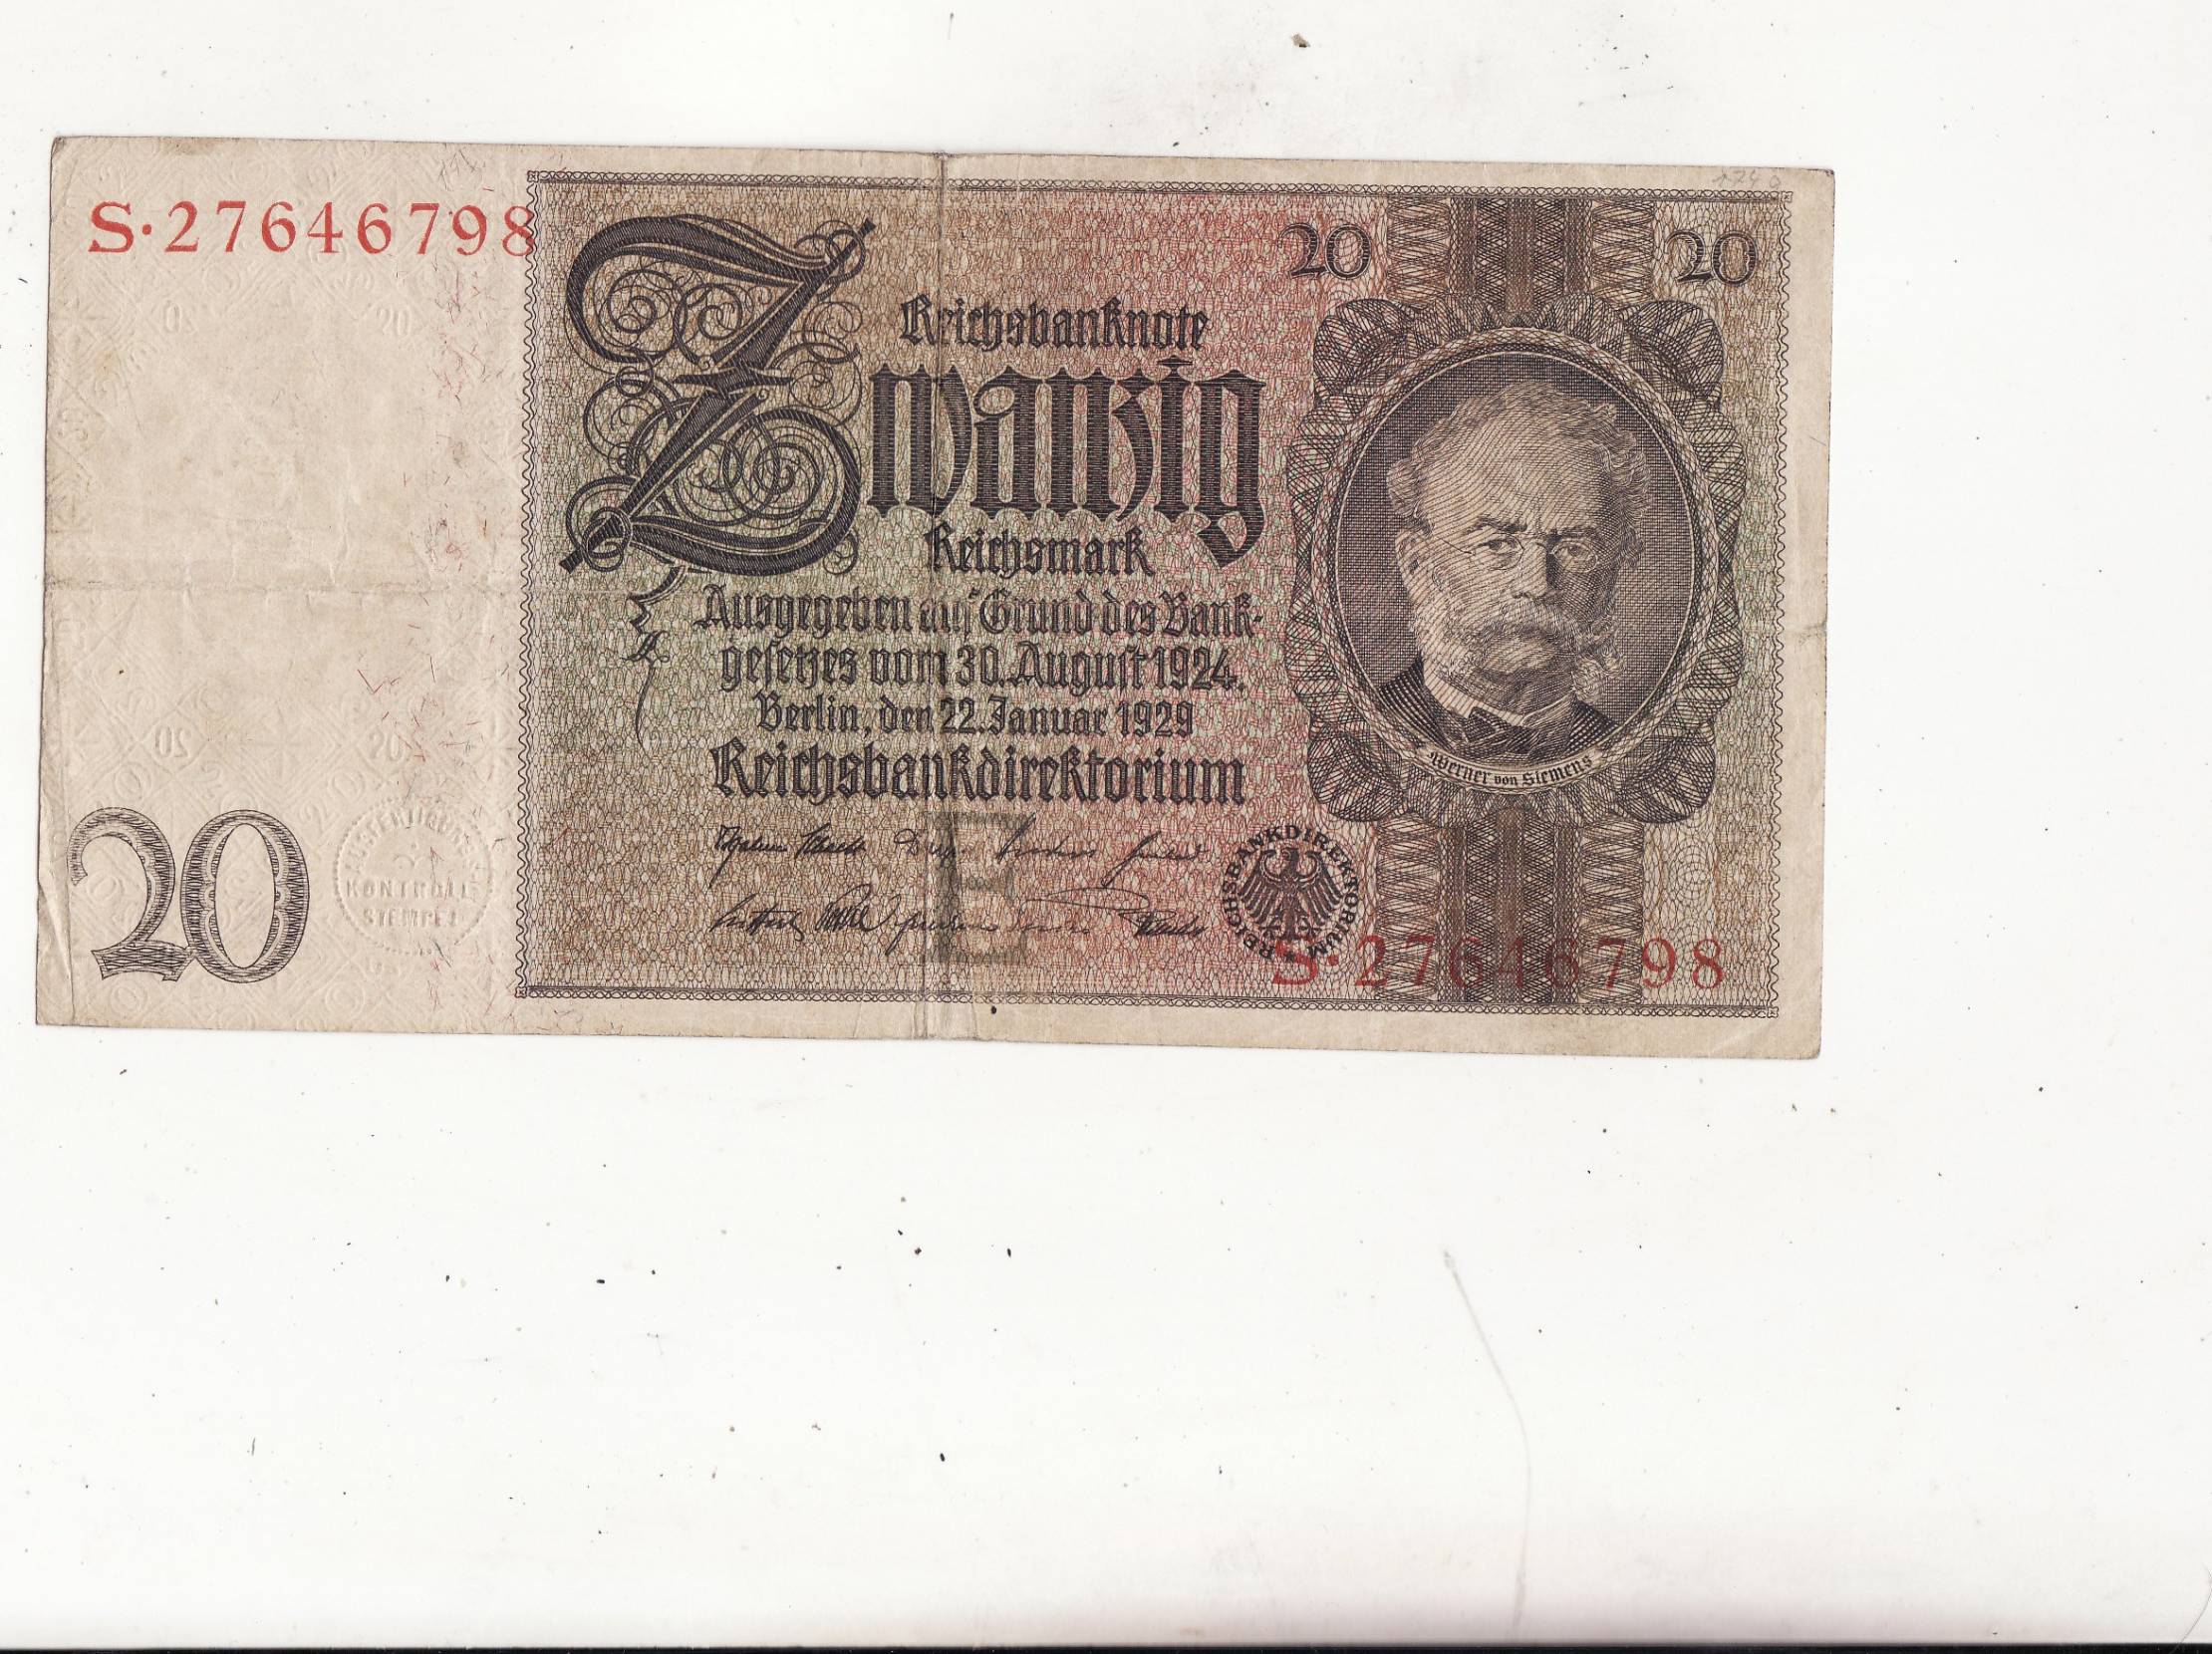 S·27646798
20 20
Reichsbanknote
Zwanzig
Reichsmark
Ausgegeben auf Grund des Bank-
gesetzes vom 30. August 1924.
Berlin, den 22. Januar 1929
Reichsbankdirektorium
Werner von Siemens
20
KONTROLL
STEMPEL
E
REICHSBANKDIREKTORIUM
S·27646798